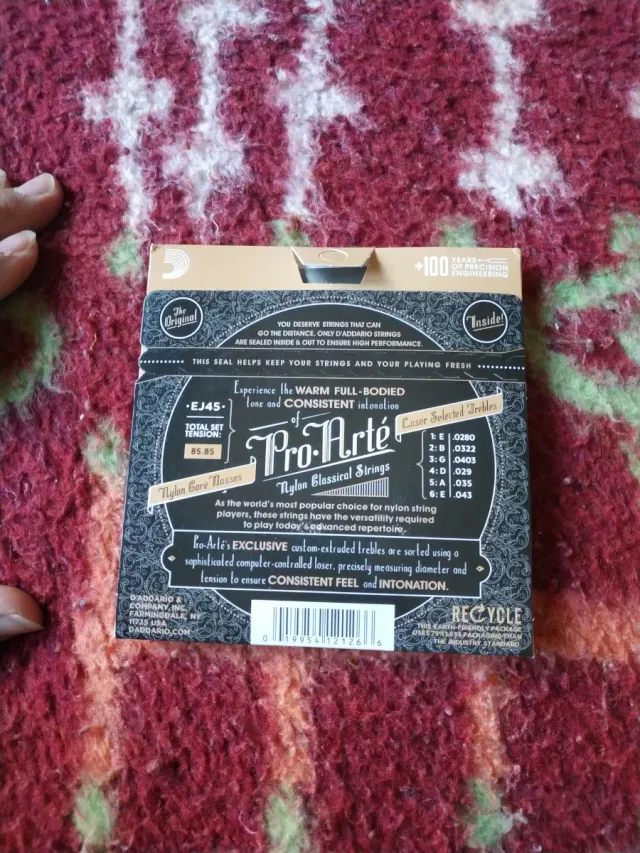 +100 YEARS
OF PRECISION
ENGINEERING
The
Original
Inside!
YOU DESERVE STRINGS THAT CAN
GO THE DISTANCE. ONLY D'ADDARIO STRINGS
ARE SEALED INSIDE & OUT TO ENSURE HIGH PERFORMANCE.
THIS SEAL HELPS KEEP YOUR STRINGS AND YOUR PLAYING FRESH
Experience the WARM FULL-BODIED
tone and CONSISTENT intonation
of
Pro·Arté
Nylon Classical Strings
·EJ45·
TOTAL SET
TENSION:
85.85
Nylon Core Basses
Laser Selected Trebles
1: E .0280
2: B .0322
3: G .0403
4: D .029
5: A .035
6: E .043
As the world's most popular choice for nylon string
players, these strings have the versatility required
to play today's advanced repertoire.
Pro-Arté's EXCLUSIVE custom-extruded trebles are sorted using a
sophisticated computer-controlled laser, precisely measuring diameter and
tension to ensure CONSISTENT FEEL and INTONATION.
D'ADDARIO &
COMPANY, INC.
FARMINGDALE, NY
11735 USA
DADDARIO.COM
0 19954 12126 6
RECYCLE
THIS EARTH-FRIENDLY PACKAGE
USES 75% LESS PACKAGING THAN
THE INDUSTRY STANDARD